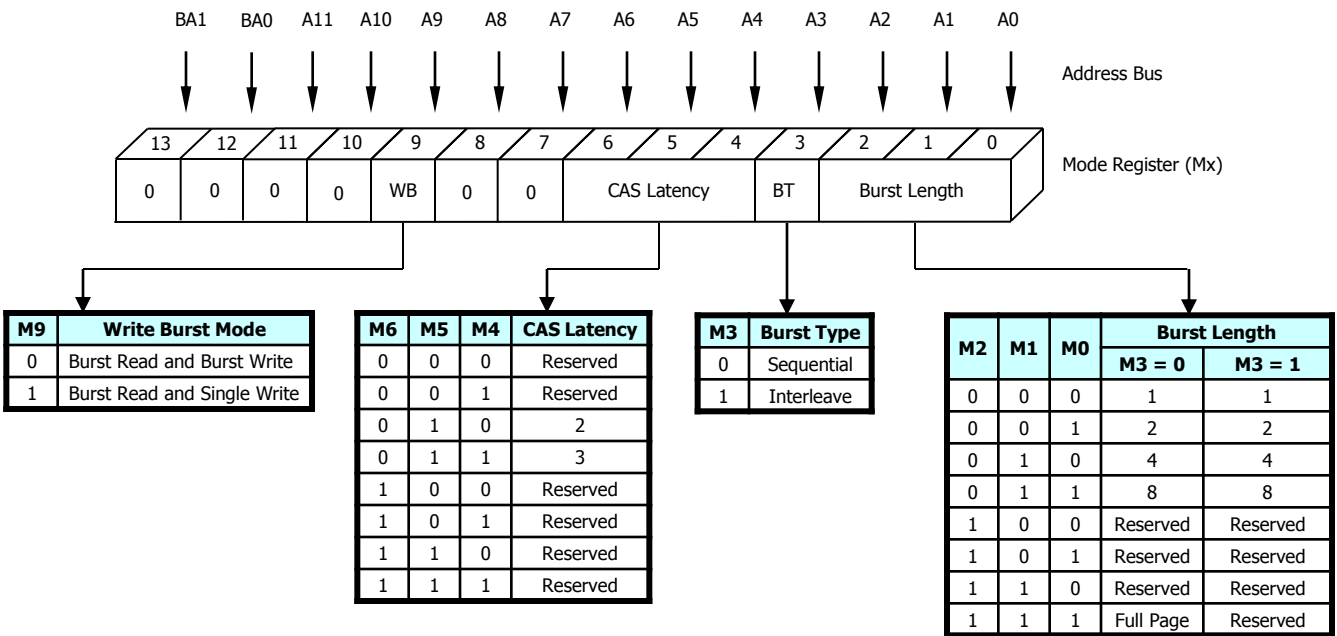 BA1 BA0 A11 A10 A9 A8 A7 A6 A5 A4 A3 A2 A1 A0
Address Bus
13 12 11 10 9 8 7 6 5 4 3 2 1 0
Mode Register (Mx)
0 0 0 0 WB 0 0 CAS Latency BT Burst Length
M9 Write Burst Mode
0 Burst Read and Burst Write
1 Burst Read and Single Write
M6 M5 M4 CAS Latency
0 0 0 Reserved
0 0 1 Reserved
0 1 0 2
0 1 1 3
1 0 0 Reserved
1 0 1 Reserved
1 1 0 Reserved
1 1 1 Reserved
M3 Burst Type
0 Sequential
1 Interleave
M2 M1 M0 Burst Length
M3 = 0 M3 = 1
0 0 0 1 1
0 0 1 2 2
0 1 0 4 4
0 1 1 8 8
1 0 0 Reserved Reserved
1 0 1 Reserved Reserved
1 1 0 Reserved Reserved
1 1 1 Full Page Reserved